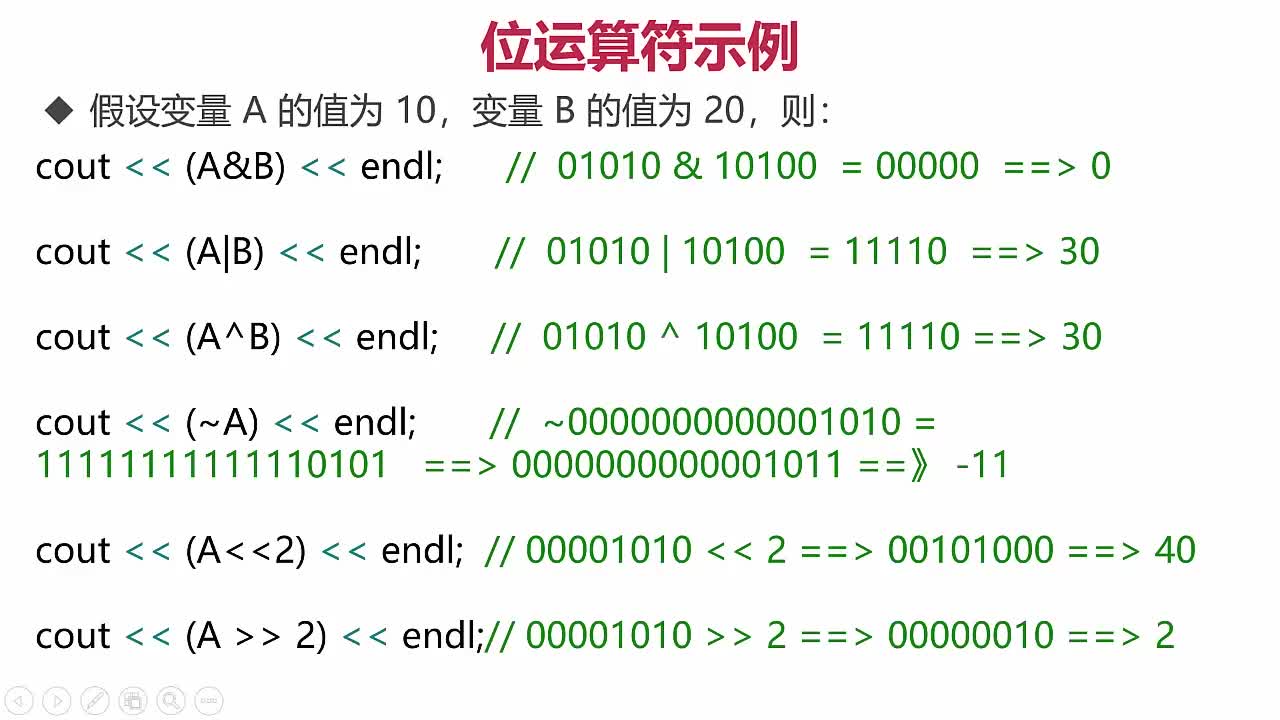 位运算符示例
◆ 假设变量 A 的值为 10，变量 B 的值为 20，则：
cout << (A&B) << endl; // 01010 & 10100 = 00000 ==> 0
cout << (A|B) << endl; // 01010 | 10100 = 11110 ==> 30
cout << (A^B) << endl; // 01010 ^ 10100 = 11110 ==> 30
cout << (~A) << endl; // ~0000000000001010 =
11111111111110101 ==> 0000000000001011 ==》 -11
cout << (A<<2) << endl; // 00001010 << 2 ==> 00101000 ==> 40
cout << (A >> 2) << endl;// 00001010 >> 2 ==> 00000010 ==> 2